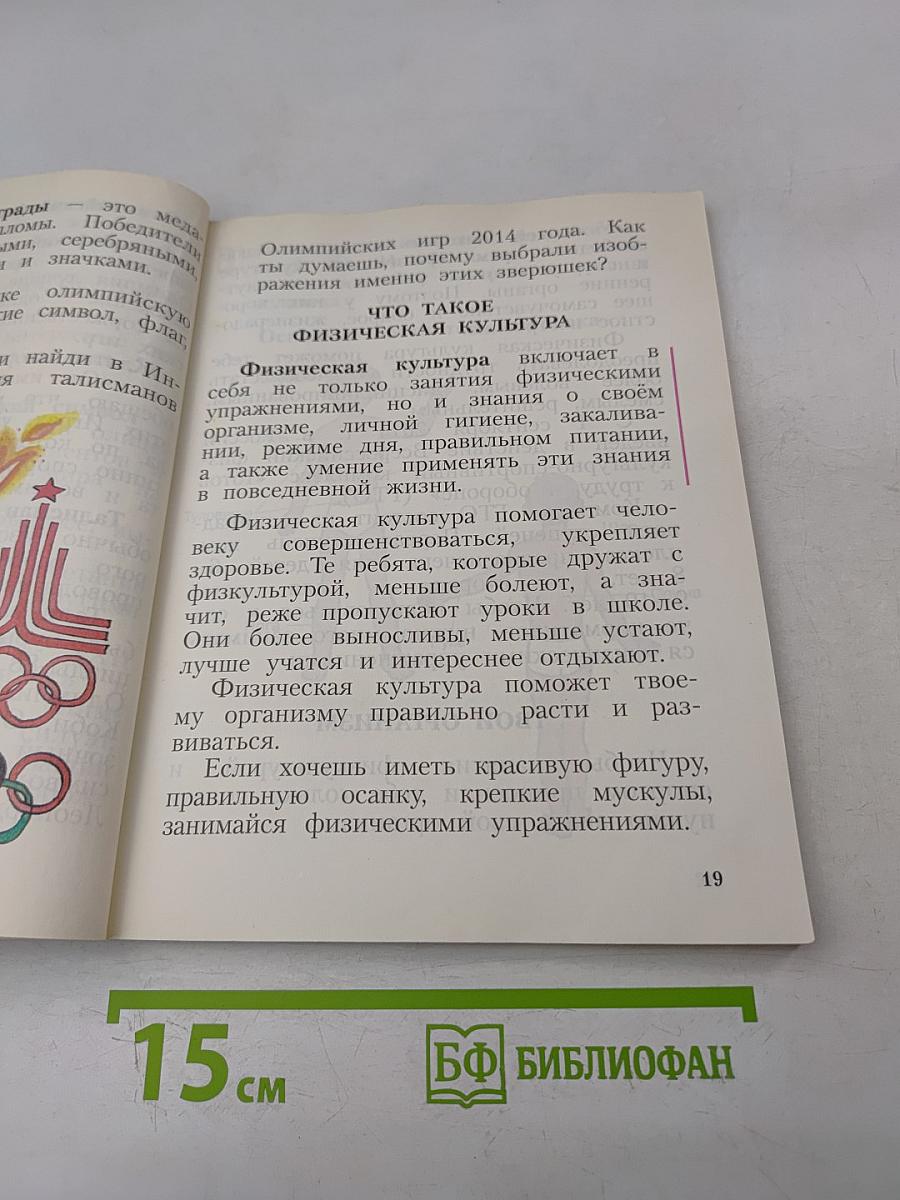 грады — это меда-
пломы. Победители
ыми, серебряными,
и и значками.
ке олимпийскую
ие символ, флаг,
и найди в Ин-
ия талисманов
Олимпийских игр 2014 года. Как
ты думаешь, почему выбрали изоб-
ражения именно этих зверюшек?
ЧТО ТАКОЕ
ФИЗИЧЕСКАЯ КУЛЬТУРА
Физическая культура включает в
себя не только занятия физическими
упражнениями, но и знания о своём
организме, личной гигиене, закалива-
нии, режиме дня, правильном питании,
а также умение применять эти знания
в повседневной жизни.
Физическая культура помогает чело-
веку совершенствоваться, укрепляет
здоровье. Те ребята, которые дружат с
физкультурой, меньше болеют, а зна-
чит, реже пропускают уроки в школе.
Они более выносливы, меньше устают,
лучше учатся и интереснее отдыхают.
Физическая культура поможет твое-
му организму правильно расти и раз-
виваться.
Если хочешь иметь красивую фигуру,
правильную осанку, крепкие мускулы,
занимайся физическими упражнениями.
19
15 см
БФ БИБЛИОФАН